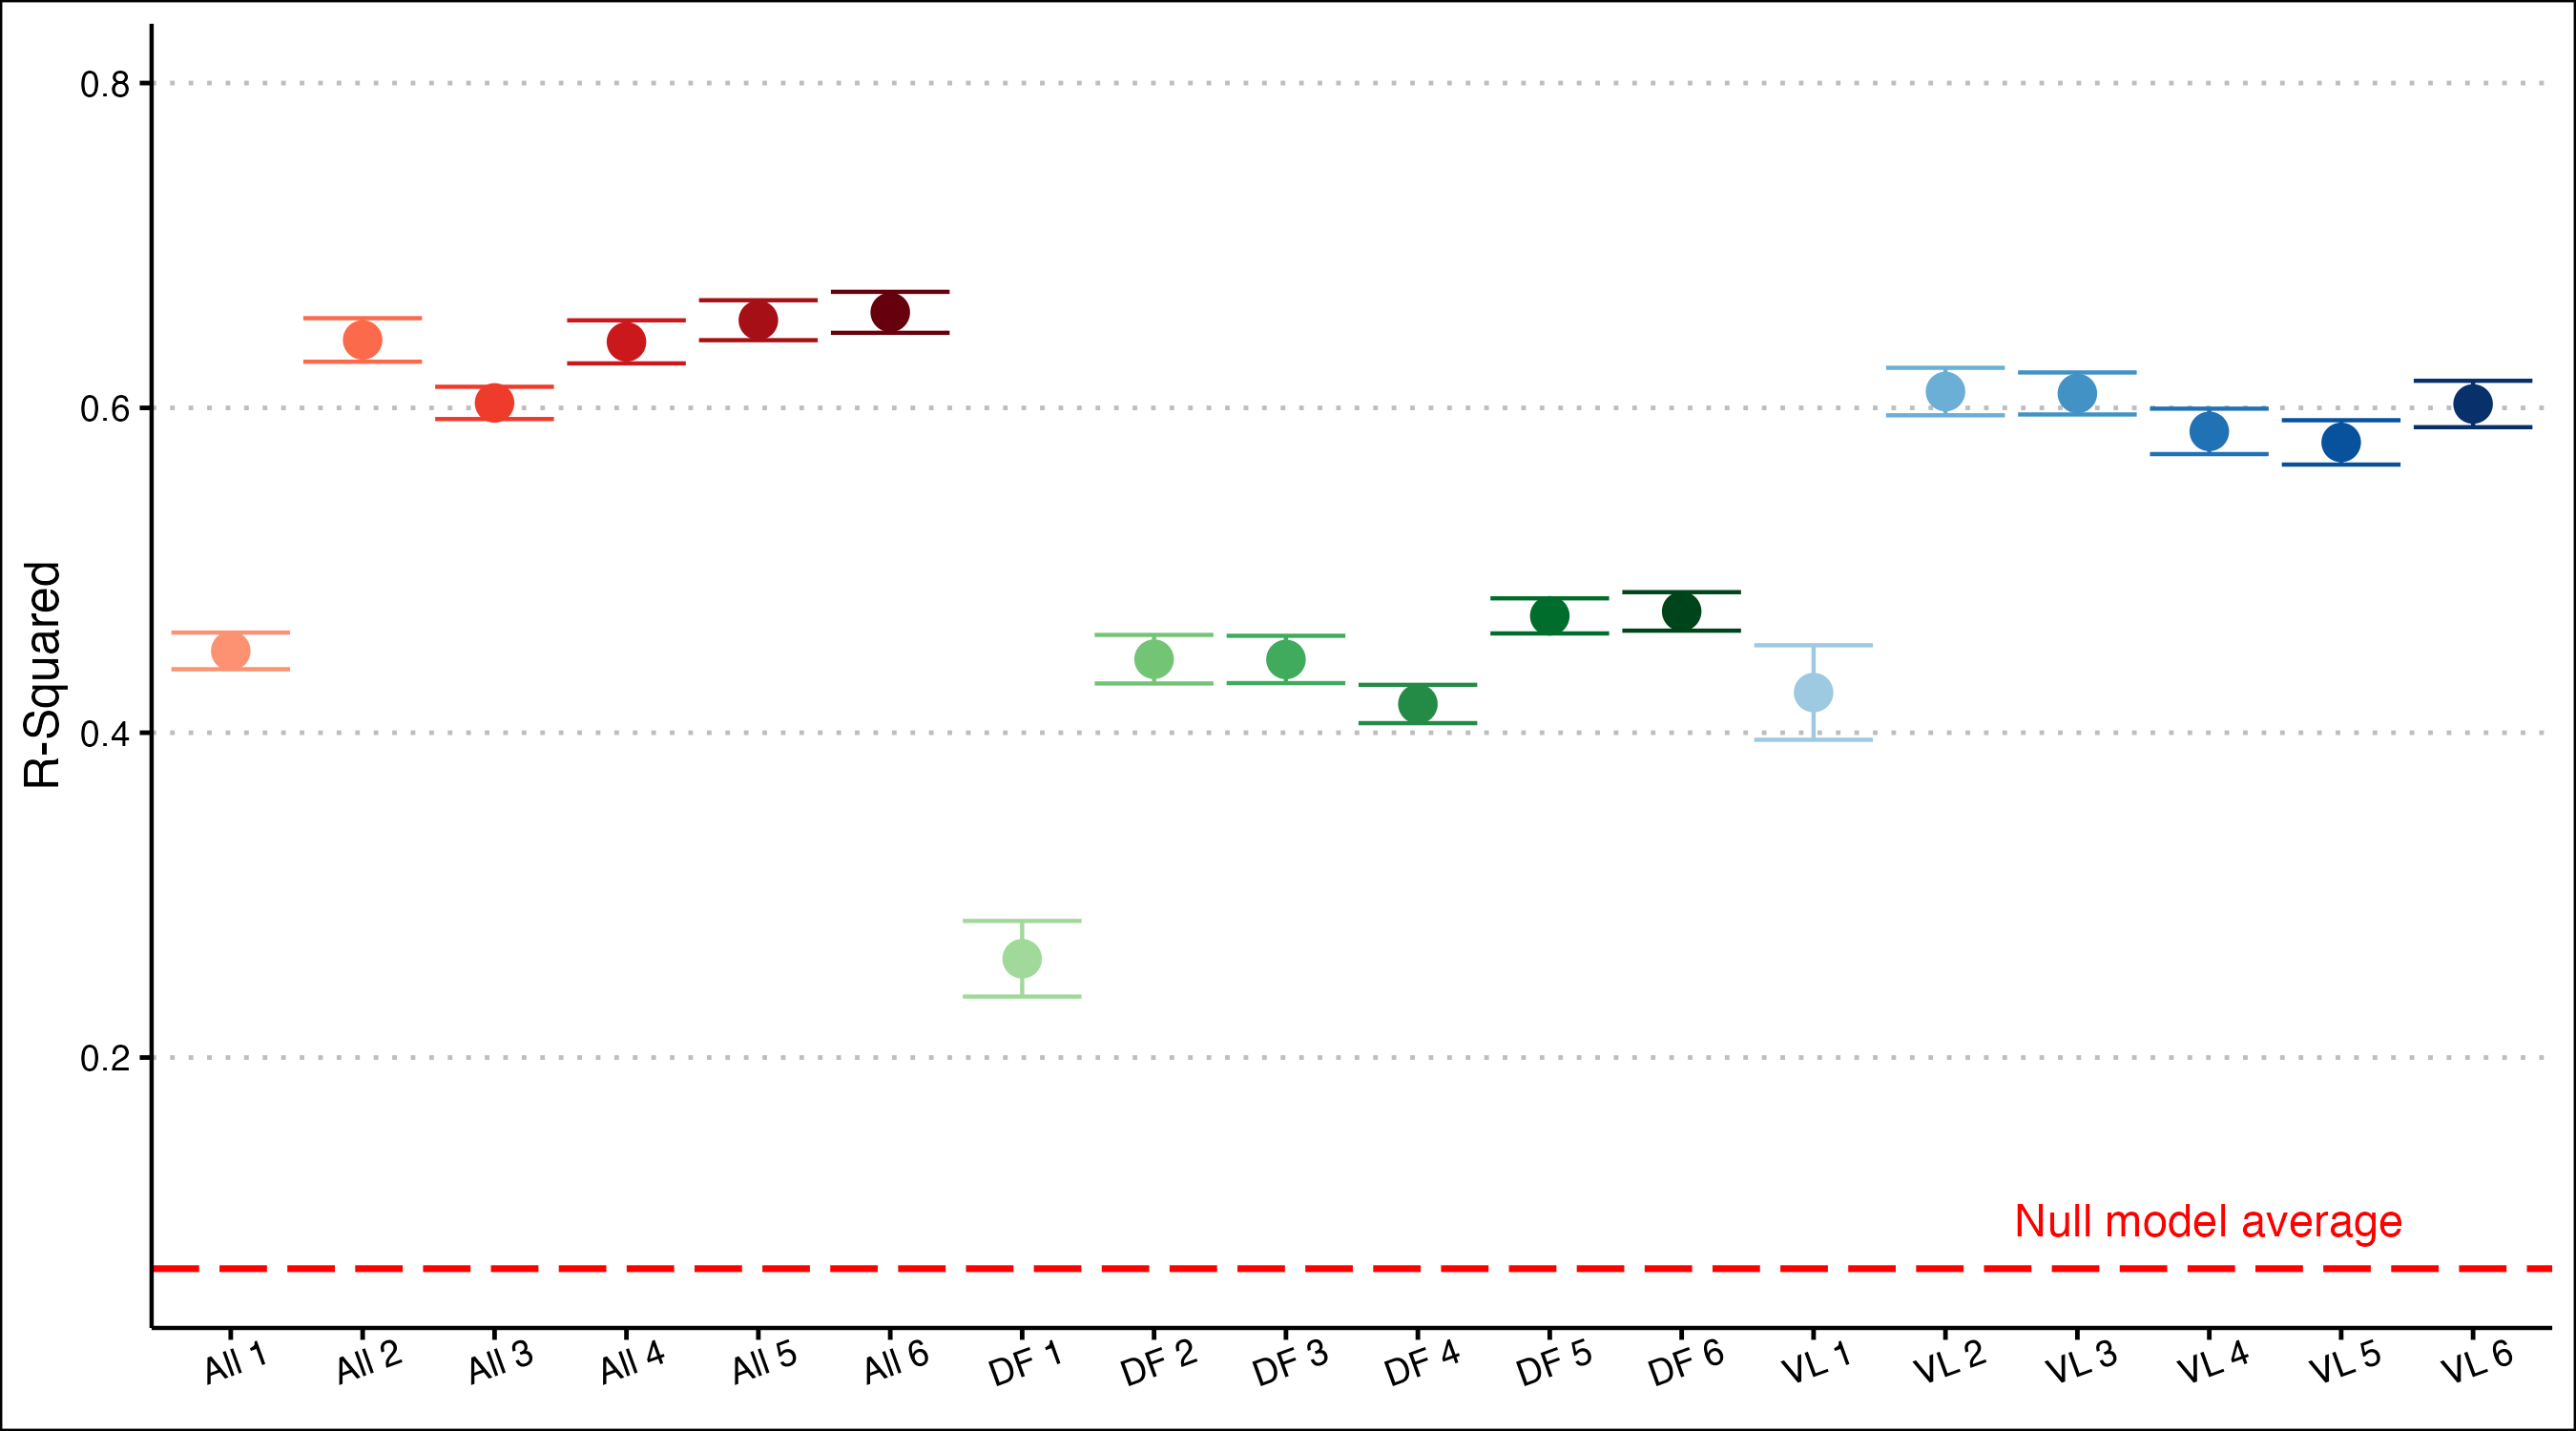 R-Squared
0.8
0.6
0.4
0.2
Null model average
All 1
All 2
All 3
All 4
All 5
All 6
DF 1
DF 2
DF 3
DF 4
DF 5
DF 6
VL 1
VL 2
VL 3
VL 4
VL 5
VL 6